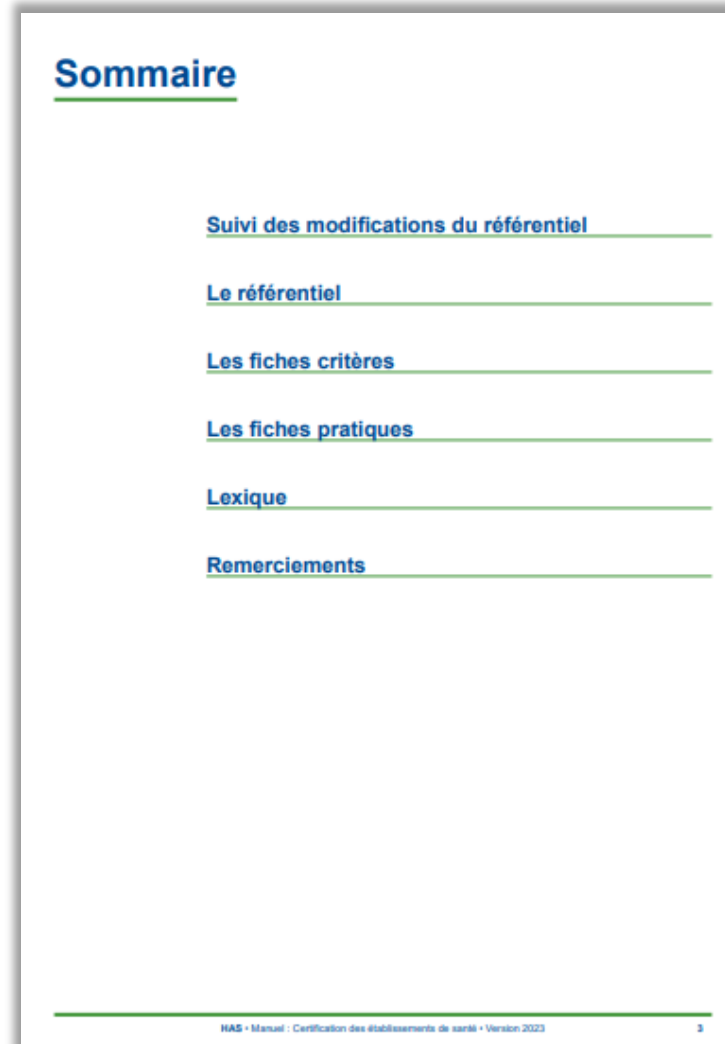 Sommaire
Suivi des modifications du référentiel
Le référentiel
Les fiches critères
Les fiches pratiques
Lexique
Remerciements
HAS • Manuel : Certification des établissements de santé • Version 2023 3